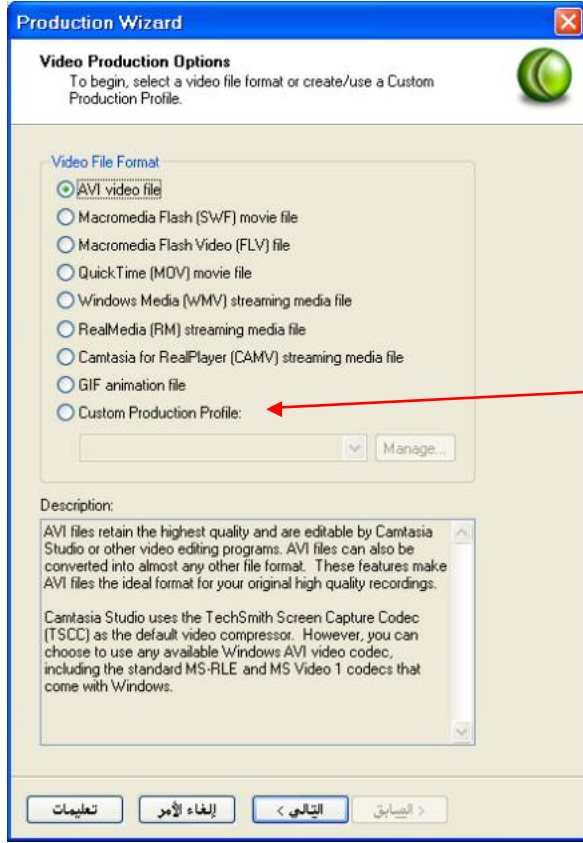 Production Wizard
Video Production Options
To begin, select a video file format or create/use a Custom
Production Profile.
Video File Format
AVI video file
Macromedia Flash (SWF) movie file
Macromedia Flash Video (FLV) file
QuickTime (MOV) movie file
Windows Media (WMV) streaming media file
RealMedia (RM) streaming media file
Camtasia for RealPlayer (CAMV) streaming media file
GIF animation file
Custom Production Profile:
Manage...
Description:
AVI files retain the highest quality and are editable by Camtasia
Studio or other video editing programs. AVI files can also be
converted into almost any other file format. These features make
AVI files the ideal format for your original high quality recordings.
Camtasia Studio uses the TechSmith Screen Capture Codec
(TSCC) as the default video compressor. However, you can
choose to use any available Windows AVI video codec,
including the standard MS-RLE and MS Video 1 codecs that
come with Windows.
تعليمات
إلغاء الأمر
التالي >
< السابق